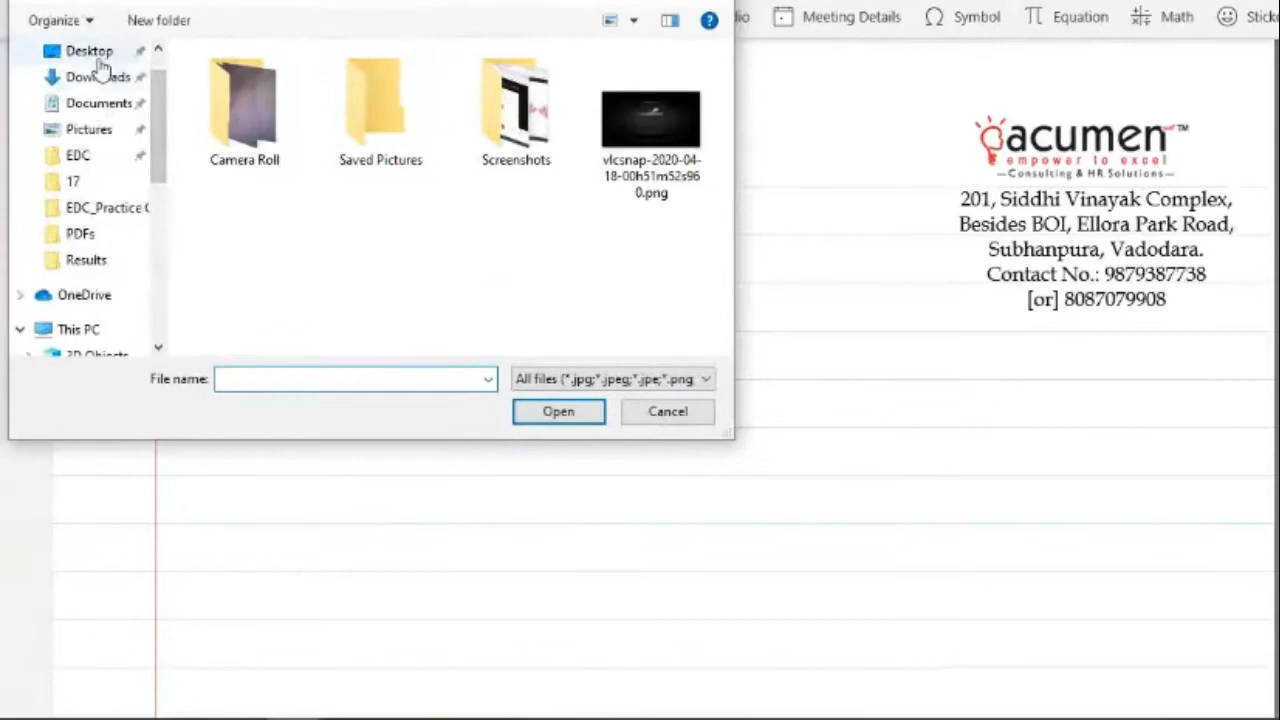 Organize
New folder
Meeting Details
Symbol
Equation
Math
Desktop
Downloads
Documents
Pictures
EDC
17
EDC_Practice
PDFs
Results
OneDrive
This PC
3D Objects
Camera Roll
Saved Pictures
Screenshots
vlcsnap-2020-04-
18-00h51m52s96
0.png
File name:
All files (*.jpg;*.jpeg;*.jpe;*.png,
Open
Cancel
acumen™
empower to excel
—Consulting & HR Solutions—
201, Siddhi Vinayak Complex,
Besides BOI, Ellora Park Road,
Subhanpura, Vadodara.
Contact No.: 9879387738
[or] 8087079908